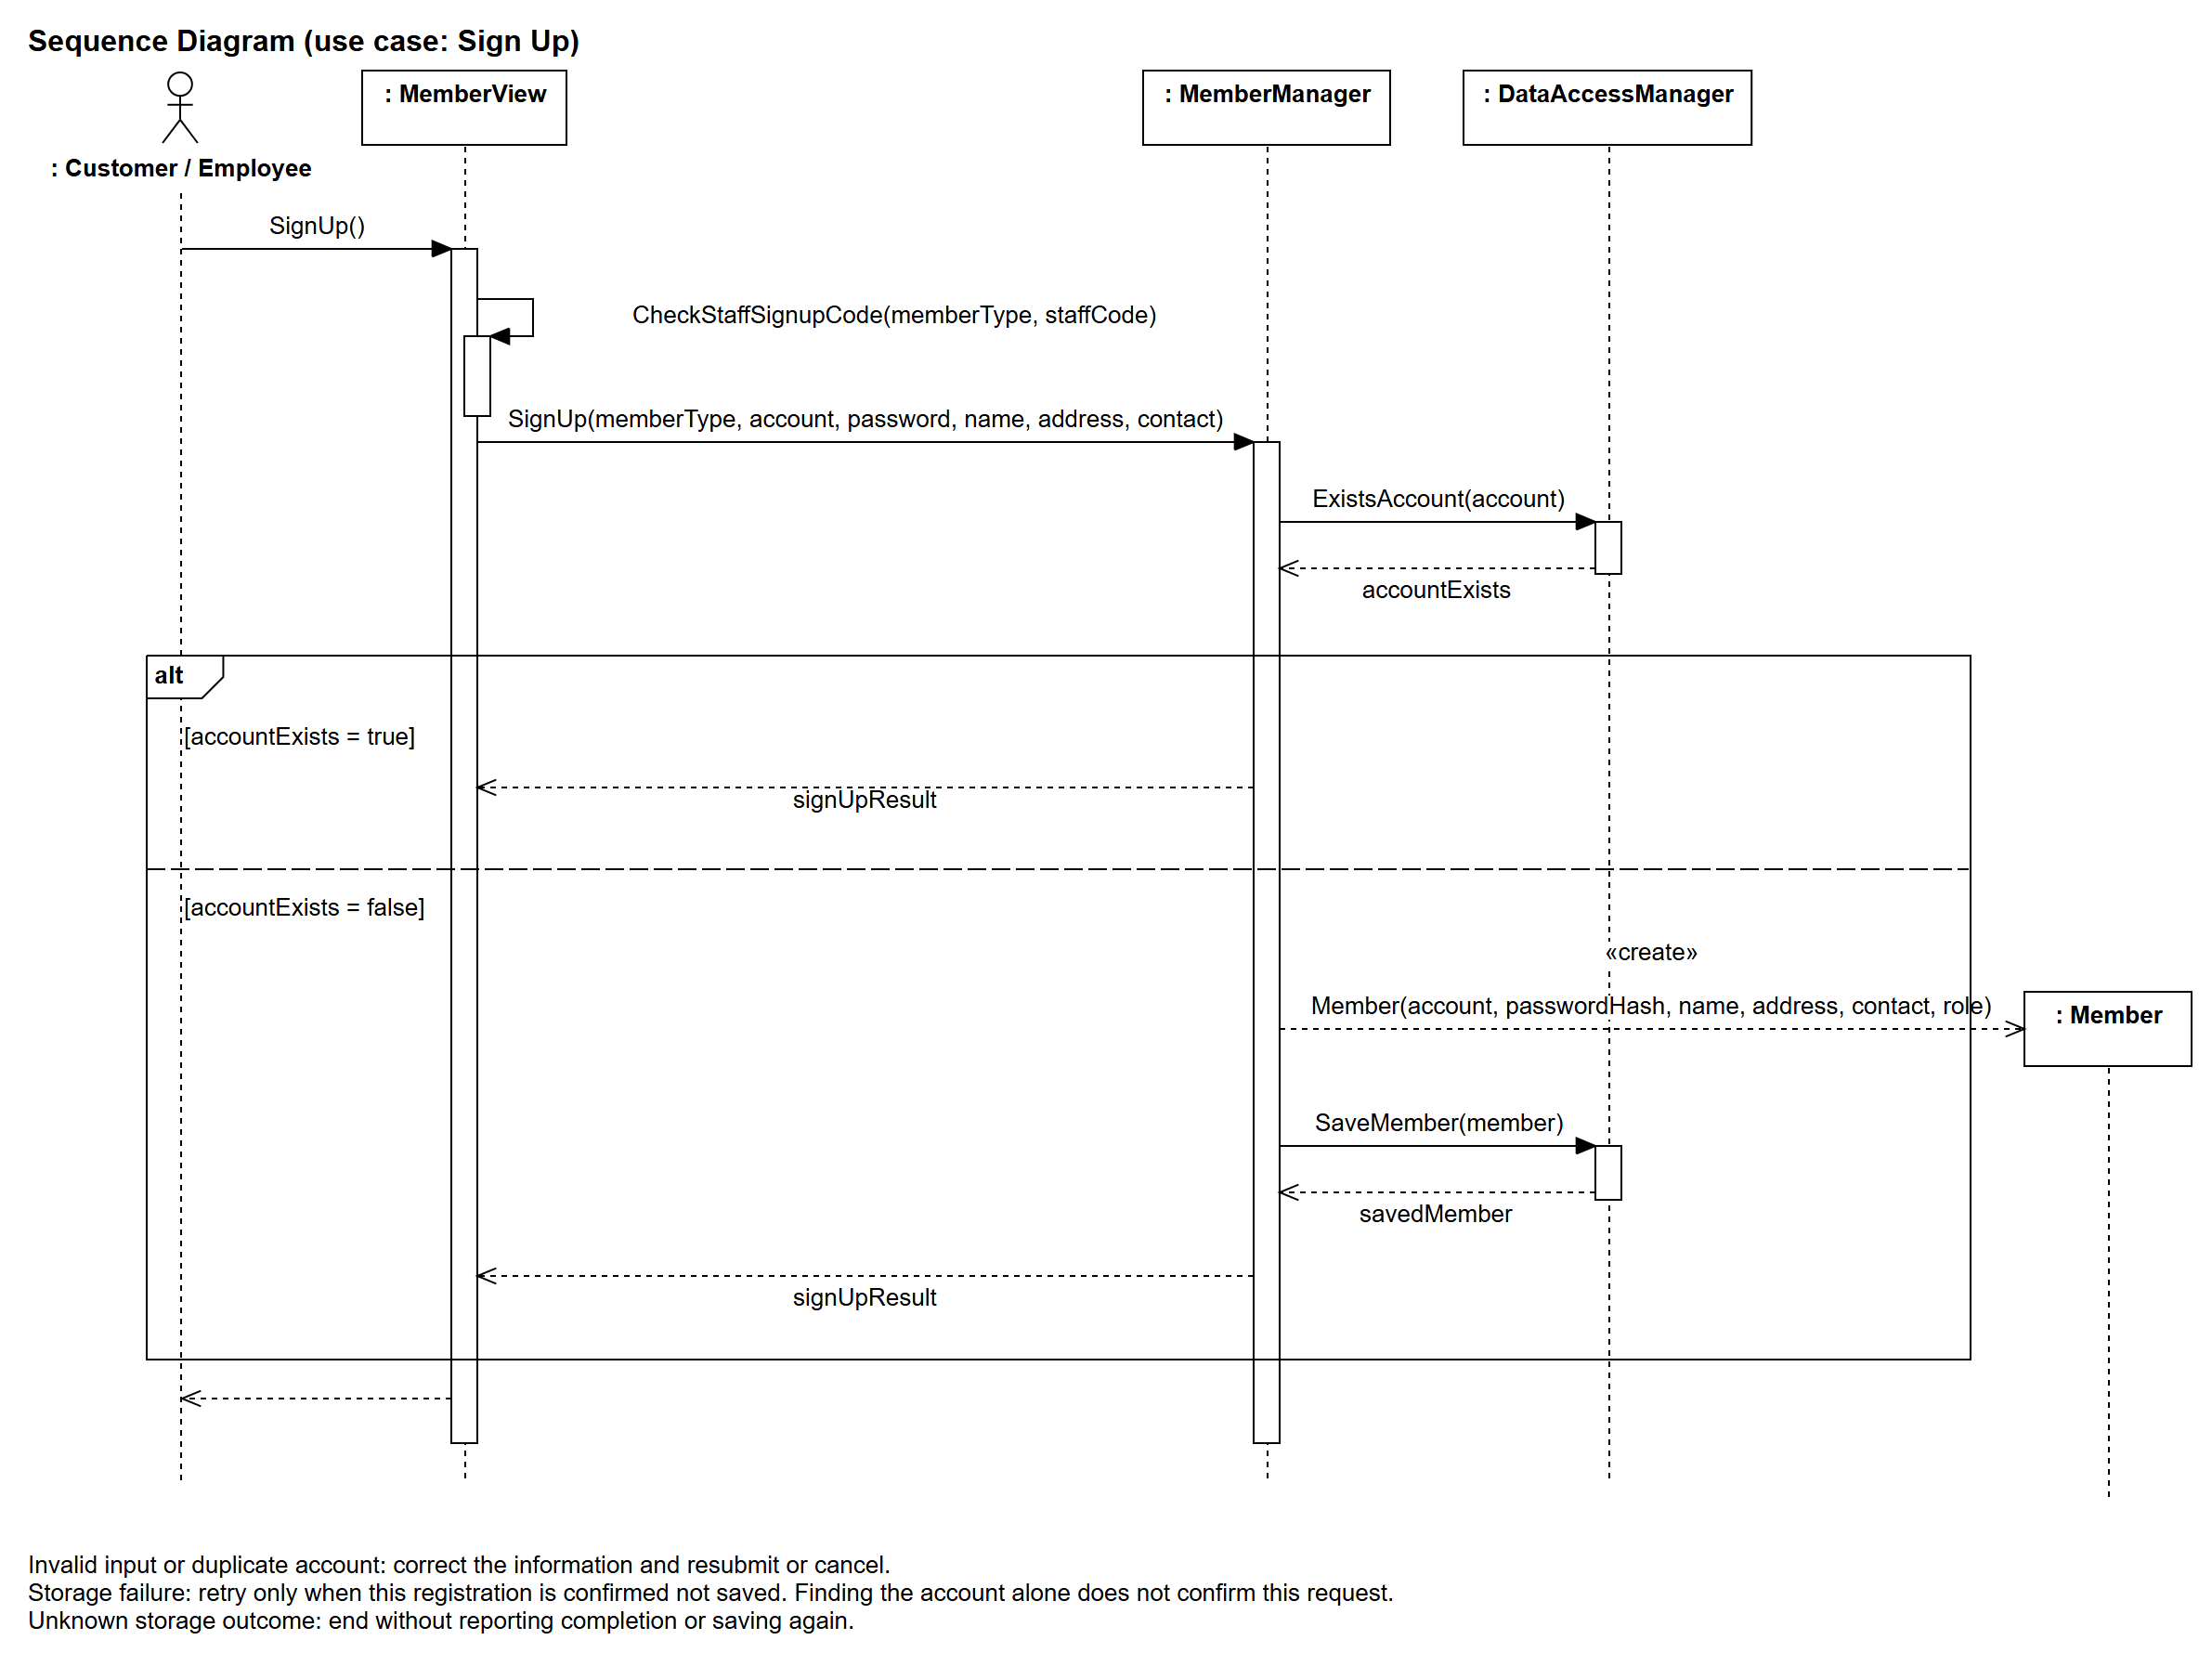 Sequence Diagram (use case: Sign Up)
: Customer / Employee
: MemberView
: MemberManager
: DataAccessManager
SignUp()
CheckStaffSignupCode(memberType, staffCode)
SignUp(memberType, account, password, name, address, contact)
ExistsAccount(account)
accountExists
alt
[accountExists = true]
signUpResult
[accountExists = false]
«create»
Member(account, passwordHash, name, address, contact, role)
: Member
SaveMember(member)
savedMember
signUpResult
Invalid input or duplicate account: correct the information and resubmit or cancel.
Storage failure: retry only when this registration is confirmed not saved. Finding the account alone does not confirm this request.
Unknown storage outcome: end without reporting completion or saving again.